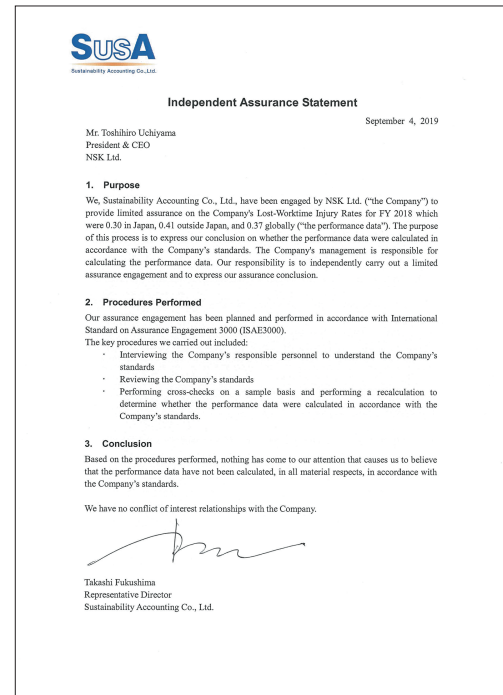 SUSA
Sustainability Accounting Co.,Ltd.
Independent Assurance Statement
September 4, 2019
Mr. Toshihiro Uchiyama
President & CEO
NSK Ltd.
1. Purpose
We, Sustainability Accounting Co., Ltd., have been engaged by NSK Ltd. ("the Company") to
provide limited assurance on the Company's Lost-Worktime Injury Rates for FY 2018 which
were 0.30 in Japan, 0.41 outside Japan, and 0.37 globally ("the performance data"). The purpose
of this process is to express our conclusion on whether the performance data were calculated in
accordance with the Company's standards. The Company's management is responsible for
calculating the performance data. Our responsibility is to independently carry out a limited
assurance engagement and to express our assurance conclusion.
2. Procedures Performed
Our assurance engagement has been planned and performed in accordance with International
Standard on Assurance Engagement 3000 (ISAE3000).
The key procedures we carried out included:
· Interviewing the Company's responsible personnel to understand the Company's
standards
· Reviewing the Company's standards
· Performing cross-checks on a sample basis and performing a recalculation to
determine whether the performance data were calculated in accordance with the
Company's standards.
3. Conclusion
Based on the procedures performed, nothing has come to our attention that causes us to believe
that the performance data have not been calculated, in all material respects, in accordance with
the Company's standards.
We have no conflict of interest relationships with the Company.
Takashi Fukushima
Representative Director
Sustainability Accounting Co., Ltd.